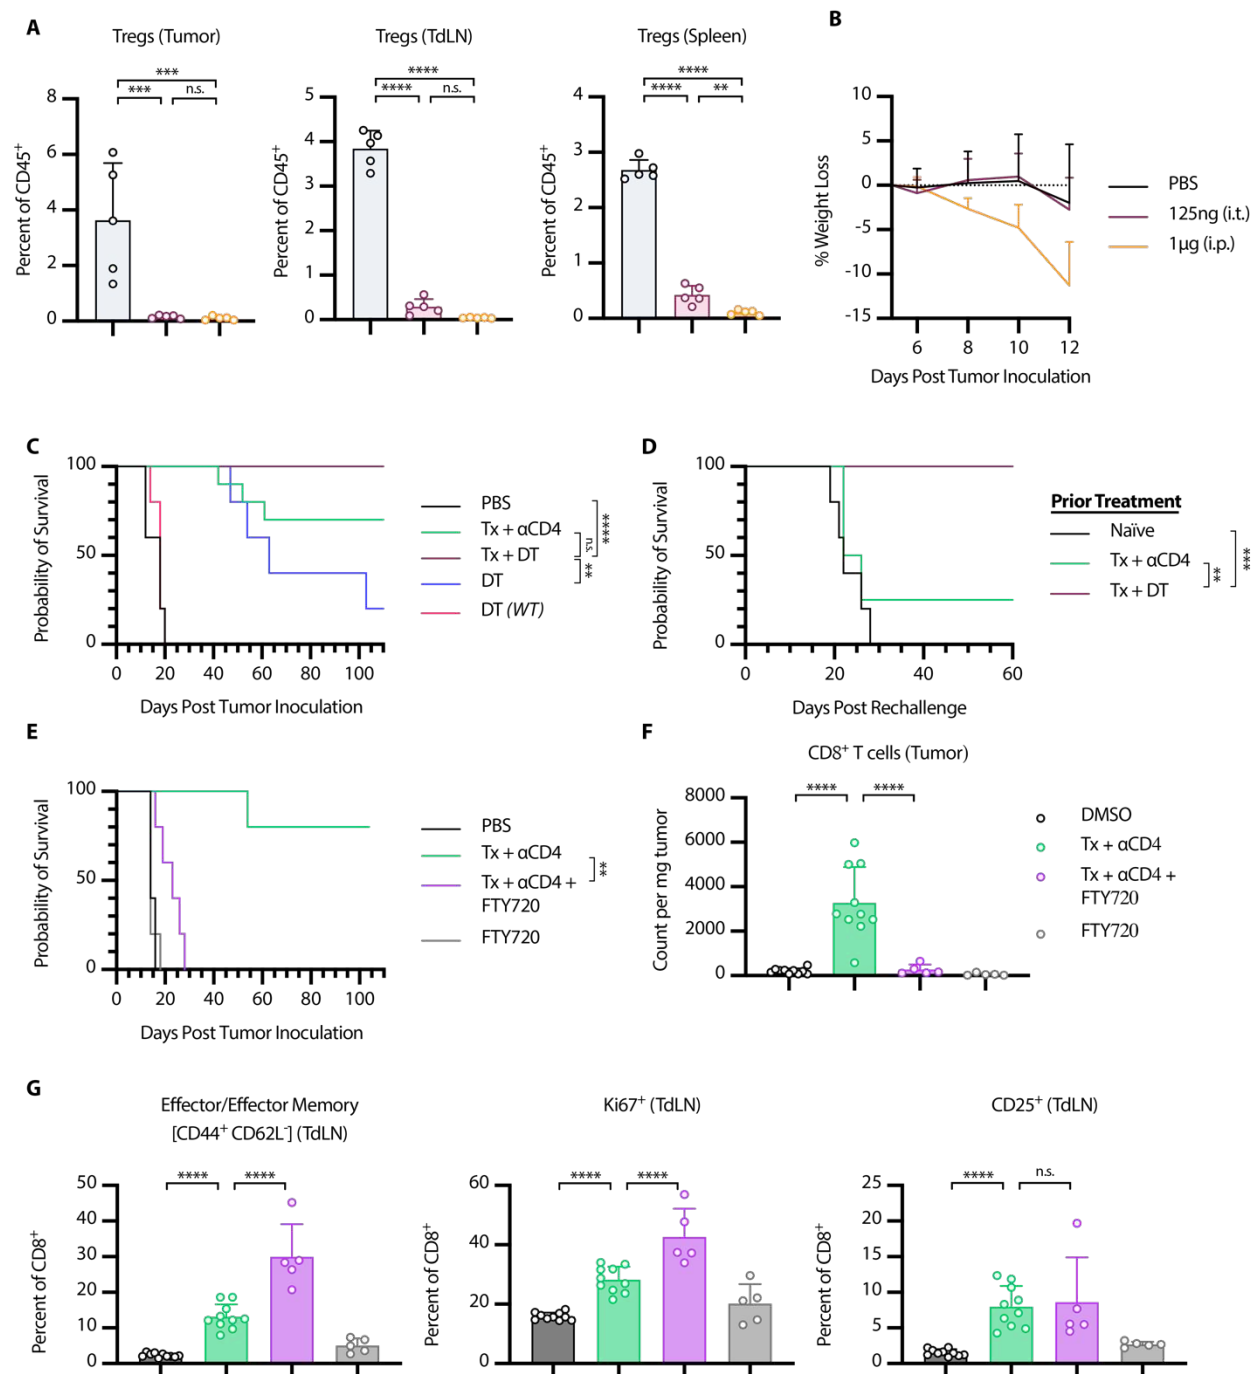 A
Tregs (Tumor)
***
***
n.s.
Percent of CD45+
8
6
4
2
0
Tregs (TdLN)
****
****
n.s.
Percent of CD45+
5
4
3
2
1
0
Tregs (Spleen)
****
****
**
Percent of CD45+
4
3
2
1
0
B
% Weight Loss
10
5
0
-5
-10
-15
6 8 10 12
Days Post Tumor Inoculation
PBS
125ng (i.t.)
1µg (i.p.)
C
Probability of Survival
100
50
0
0 20 40 60 80 100
Days Post Tumor Inoculation
PBS
Tx + αCD4
Tx + DT
DT
DT (WT)
****
n.s.
**
D
Probability of Survival
100
50
0
0 20 40 60
Days Post Rechallenge
Prior Treatment
Naïve
Tx + αCD4
Tx + DT
**
***
E
Probability of Survival
100
50
0
0 20 40 60 80 100
Days Post Tumor Inoculation
PBS
Tx + αCD4
Tx + αCD4 +
FTY720
FTY720
**
F
CD8+ T cells (Tumor)
**** ****
Count per mg tumor
8000
6000
4000
2000
0
DMSO
Tx + αCD4
Tx + αCD4 +
FTY720
FTY720
G
Effector/Effector Memory
[CD44+ CD62L-] (TdLN)
**** ****
Percent of CD8+
50
40
30
20
10
0
Ki67+ (TdLN)
**** ****
Percent of CD8+
60
40
20
0
CD25+ (TdLN)
**** n.s.
Percent of CD8+
25
20
15
10
5
0